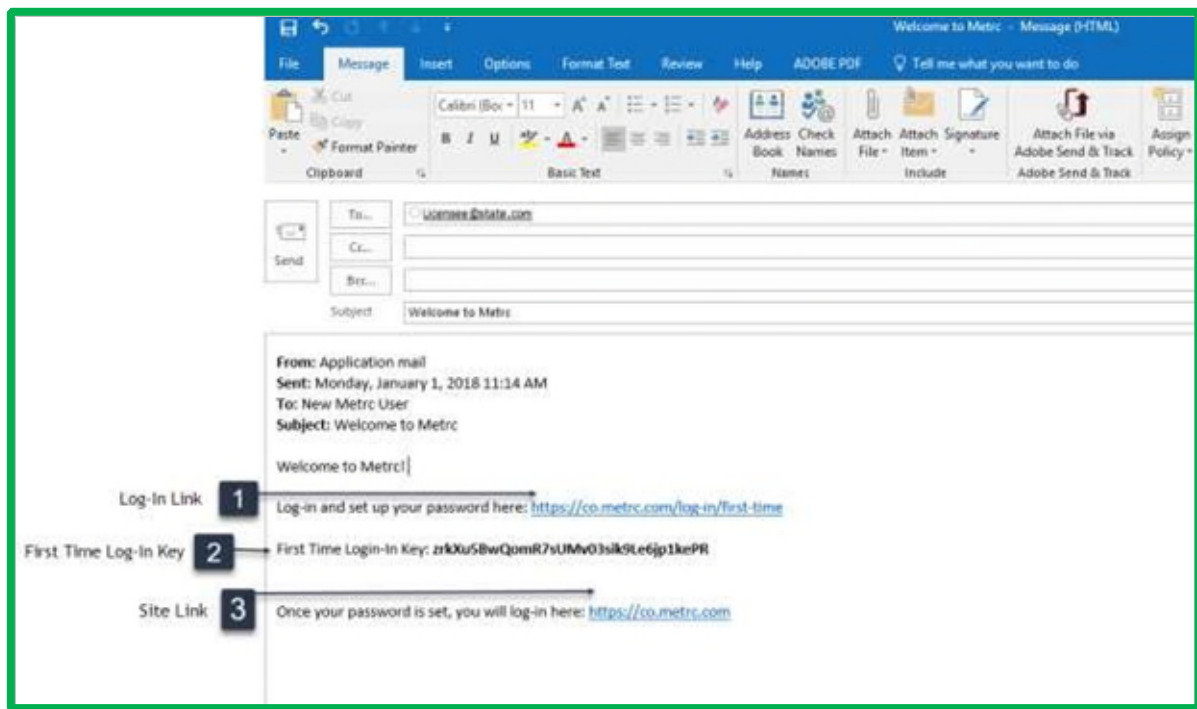 Welcome to Metrc - Message (HTML)
File Message Insert Options Format Text Review Help ADOBE PDF Tell me what you want to do
Cut
Copy
Paste
Format Painter
Clipboard
Calibri (Boc 11
B I U
Basic Text
Address Book
Check Names
Names
Attach File
Attach Item
Signature
Include
Attach File via
Adobe Send & Track
Adobe Send & Track
Assign
Policy
Send
To...
Licensee@state.com
Cc...
Bcc...
Subject Welcome to Metrc
From: Application mail
Sent: Monday, January 1, 2018 11:14 AM
To: New Metrc User
Subject: Welcome to Metrc
Welcome to Metrc!
Log-In Link 1
Log-in and set up your password here: https://co.metrc.com/log-in/first-time
First Time Log-In Key 2
First Time Login-In Key: zrkXu5BwQomR7sUMv03sik9Le6jp1kePR
Site Link 3
Once your password is set, you will log-in here: https://co.metrc.com